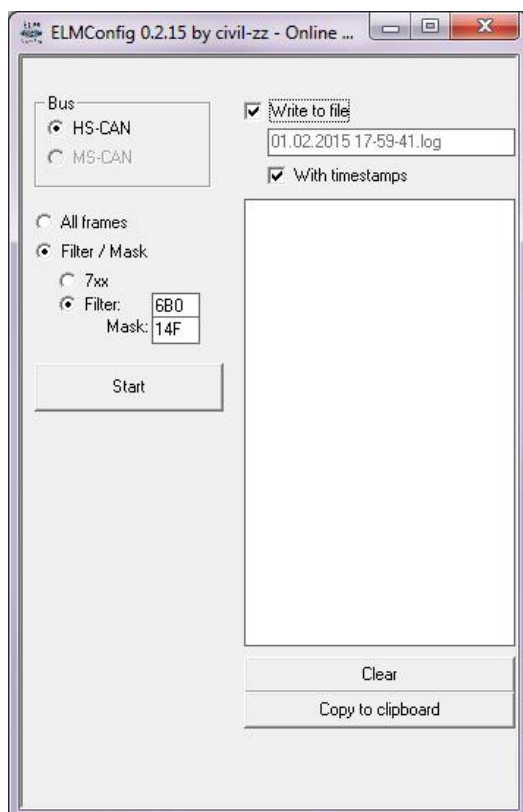 ELMConfig 0.2.15 by civil-zz - Online ...
Bus
HS-CAN
MS-CAN
All frames
Filter / Mask
7xx
Filter: 6B0
Mask: 14F
Start
Write to file
01.02.2015 17-59-41.log
With timestamps
Clear
Copy to clipboard